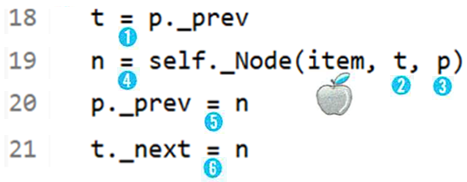 18 t = p._prev
1
19 n = self._Node(item, t, p)
4 2 3
20 p._prev = n
5
21 t._next = n
6